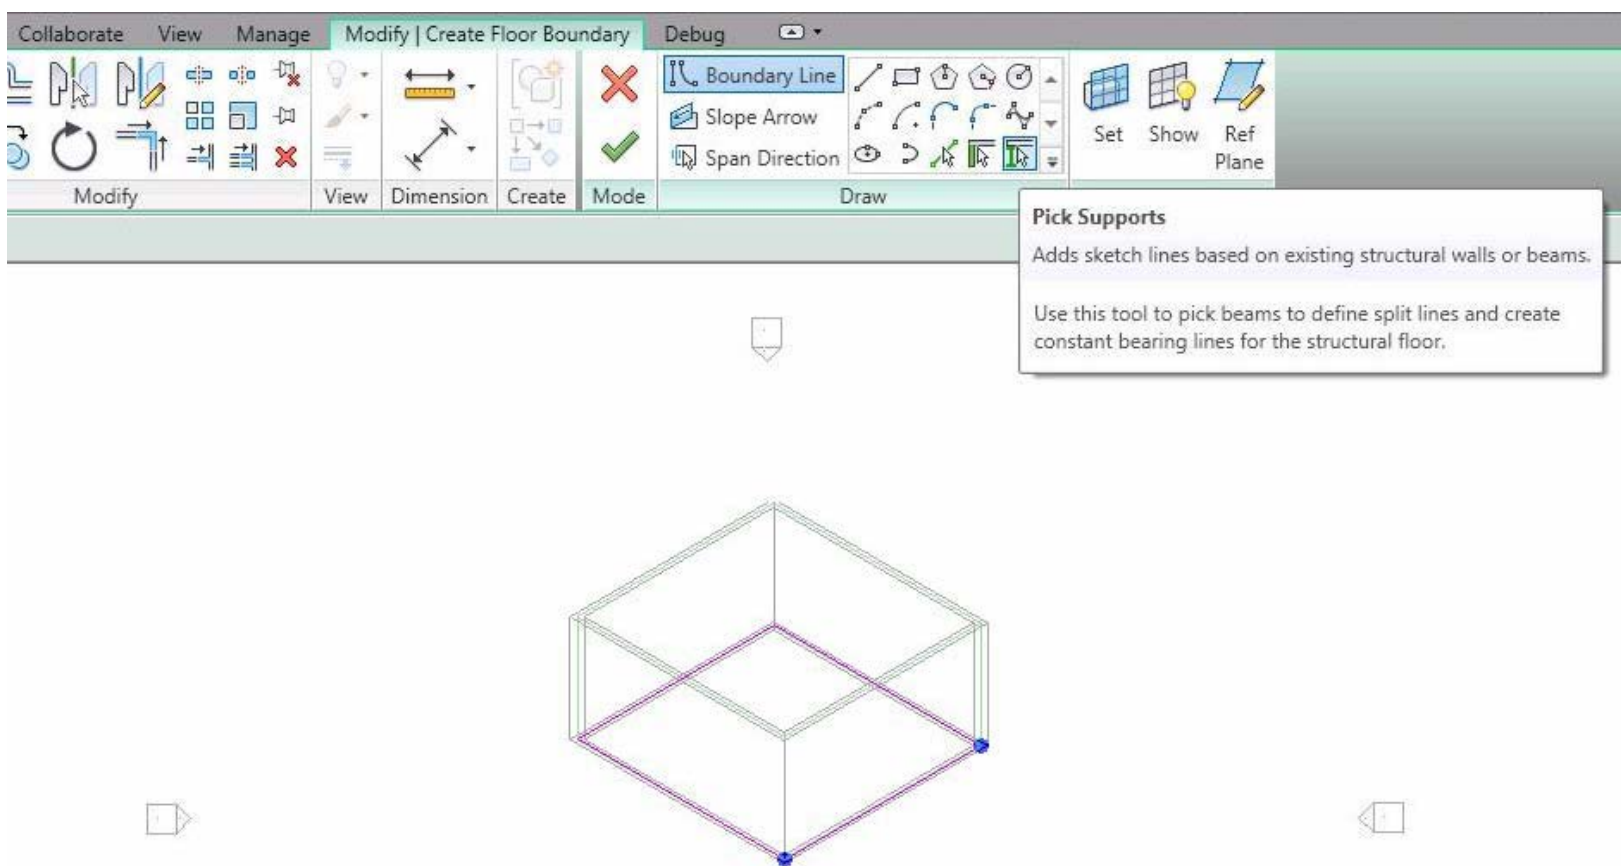 Collaborate View Manage Modify | Create Floor Boundary Debug
Boundary Line
Slope Arrow
Span Direction
Set Show Ref
Plane
Modify View Dimension Create Mode Draw
Pick Supports
Adds sketch lines based on existing structural walls or beams.
Use this tool to pick beams to define split lines and create
constant bearing lines for the structural floor.